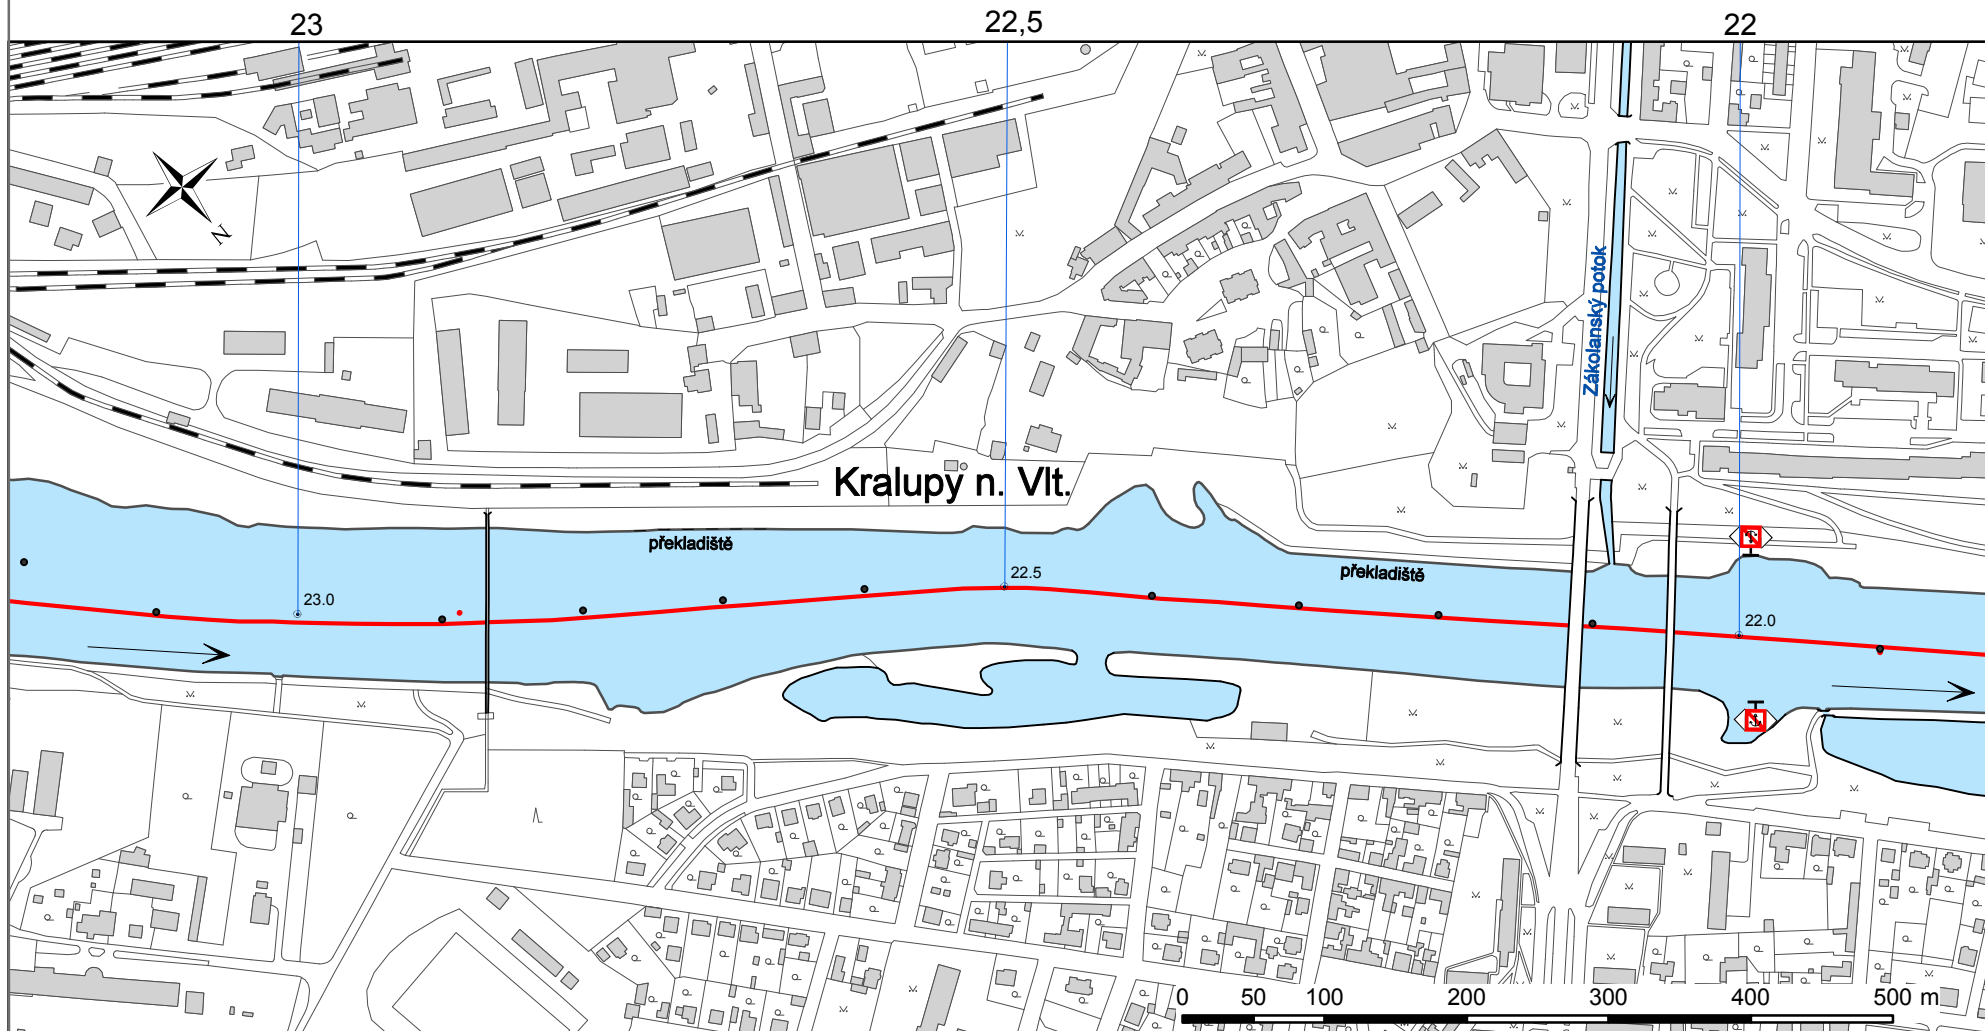 23
22,5
22
N
Zákolanský potok
Kralupy n. Vlt.
překladiště
překladiště
22.5
23.0
22.0
0 50 100 200 300 400 500 m